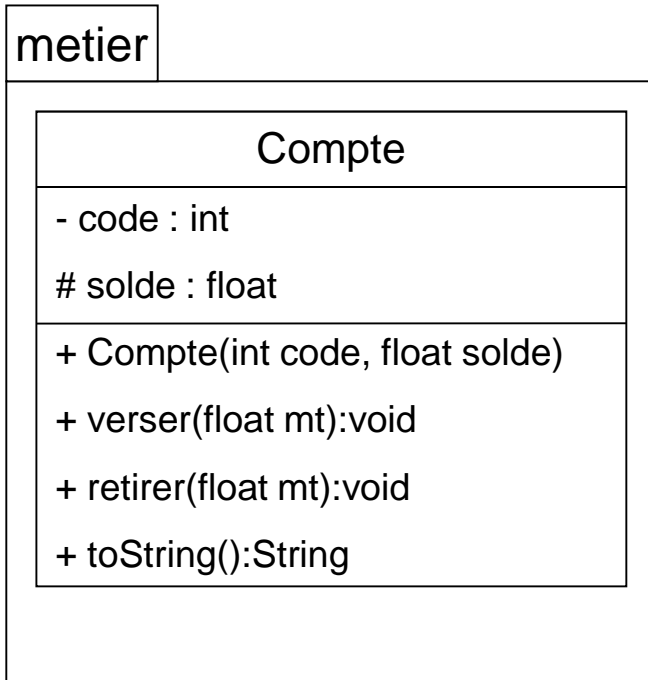 metier
Compte
- code : int
# solde : float
+ Compte(int code, float solde)
+ verser(float mt):void
+ retirer(float mt):void
+ toString():String